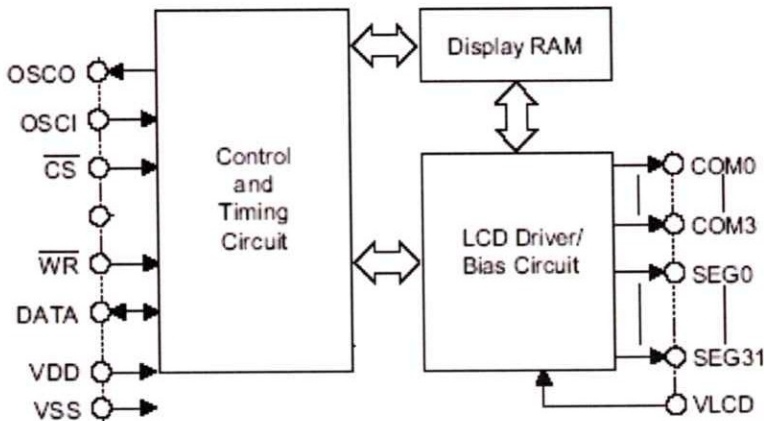 OSCO
OSCI
CS
WR
DATA
VDD
VSS
Control
and
Timing
Circuit
Display RAM
LCD Driver/
Bias Circuit
COM0
COM3
SEG0
SEG31
VLCD